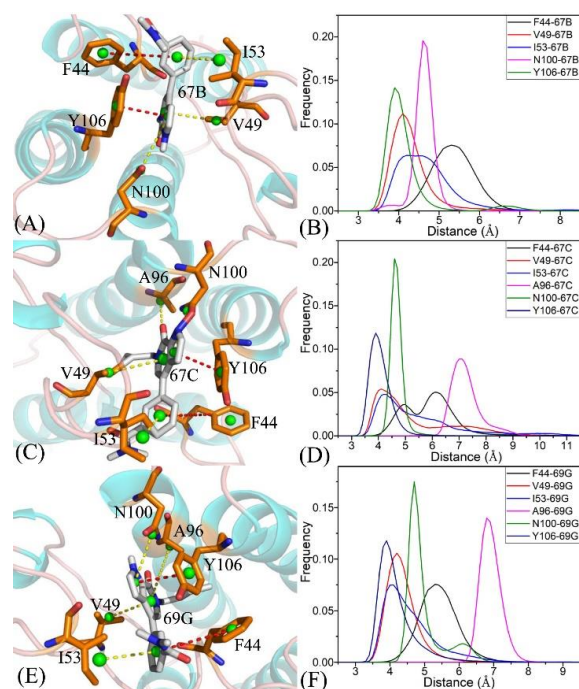 F44
I53
67B
Y106
V49
N100
(A)
F44-67B
V49-67B
I53-67B
N100-67B
Y106-67B
Frequency
0.20
0.15
0.10
0.05
0.00
3 4 5 6 7 8
Distance (Å)
(B)
N100
A96
V49
67C
Y106
I53
F44
(C)
F44-67C
V49-67C
I53-67C
A96-67C
N100-67C
Y106-67C
Frequency
0.20
0.15
0.10
0.05
0.00
3 4 5 6 7 8 9 10 11
Distance (Å)
(D)
N100
A96
Y106
V49
69G
F44
I53
(E)
F44-69G
V49-69G
I53-69G
A96-69G
N100-69G
Y106-69G
Frequency
0.15
0.10
0.05
0.00
3 4 5 6 7 8 9
Distance (Å)
(F)